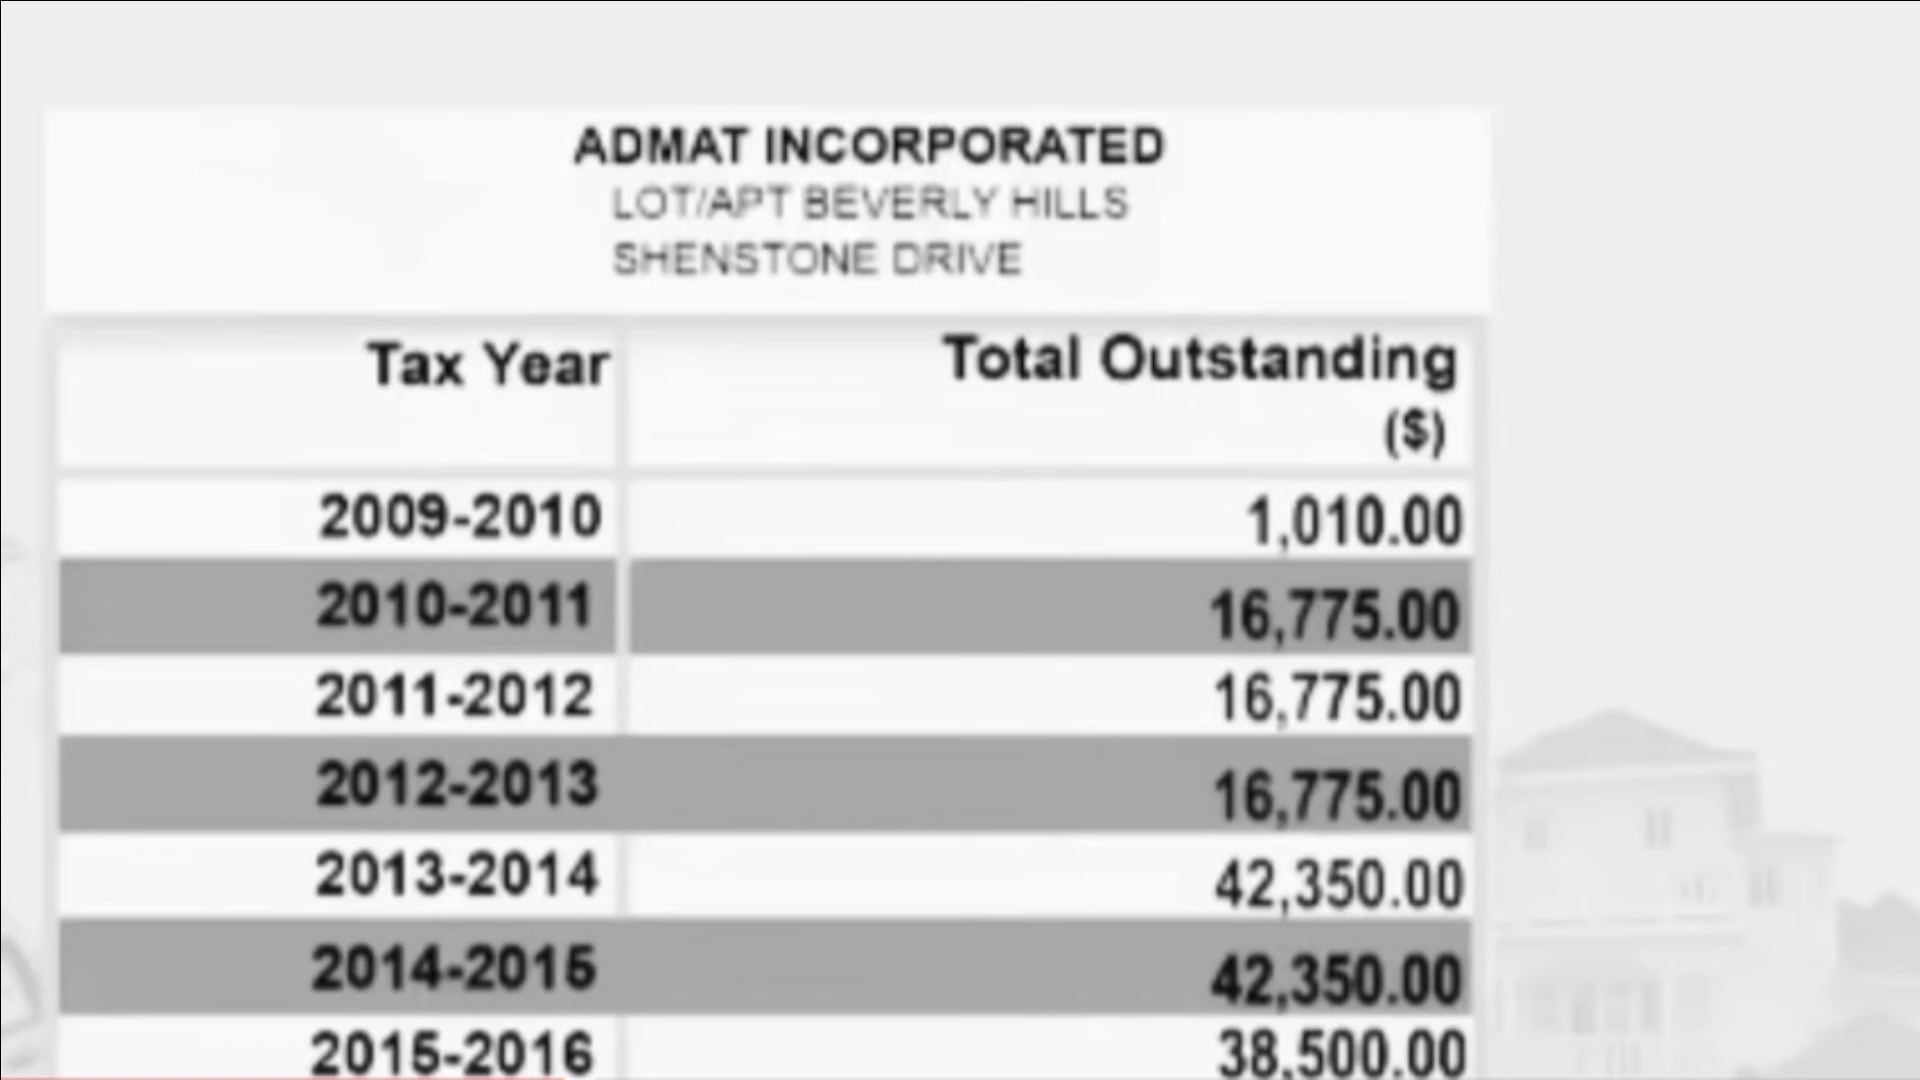 ADMAT INCORPORATED
LOT/APT BEVERLY HILLS
SHENSTONE DRIVE
Tax Year Total Outstanding
($)
2009-2010 1,010.00
2010-2011 16,775.00
2011-2012 16,775.00
2012-2013 16,775.00
2013-2014 42,350.00
2014-2015 42,350.00
2015-2016 38,500.00